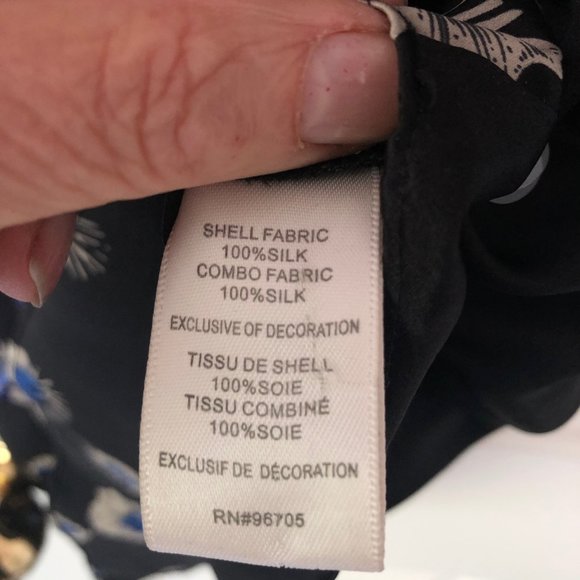 SHELL FABRIC
100%SILK
COMBO FABRIC
100%SILK
EXCLUSIVE OF DECORATION
TISSU DE SHELL
100%SOIE
TISSU COMBINÉ
100%SOIE
EXCLUSIF DE DÉCORATION
RN#96705